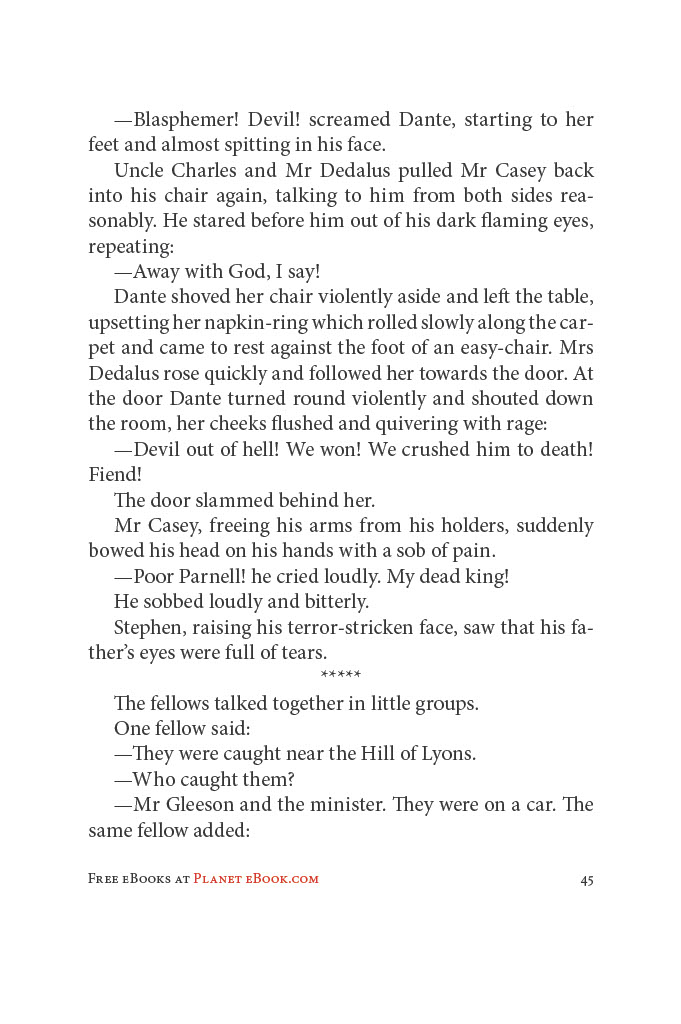 —Blasphemer! Devil! screamed Dante, starting to her
feet and almost spitting in his face.
Uncle Charles and Mr Dedalus pulled Mr Casey back
into his chair again, talking to him from both sides rea-
sonably. He stared before him out of his dark flaming eyes,
repeating:
—Away with God, I say!
Dante shoved her chair violently aside and left the table,
upsetting her napkin-ring which rolled slowly along the car-
pet and came to rest against the foot of an easy-chair. Mrs
Dedalus rose quickly and followed her towards the door. At
the door Dante turned round violently and shouted down
the room, her cheeks flushed and quivering with rage:
—Devil out of hell! We won! We crushed him to death!
Fiend!
The door slammed behind her.
Mr Casey, freeing his arms from his holders, suddenly
bowed his head on his hands with a sob of pain.
—Poor Parnell! he cried loudly. My dead king!
He sobbed loudly and bitterly.
Stephen, raising his terror-stricken face, saw that his fa-
ther’s eyes were full of tears.
*****
The fellows talked together in little groups.
One fellow said:
—They were caught near the Hill of Lyons.
—Who caught them?
—Mr Gleeson and the minister. They were on a car. The
same fellow added:
Free eBooks at Planet eBook.com 45